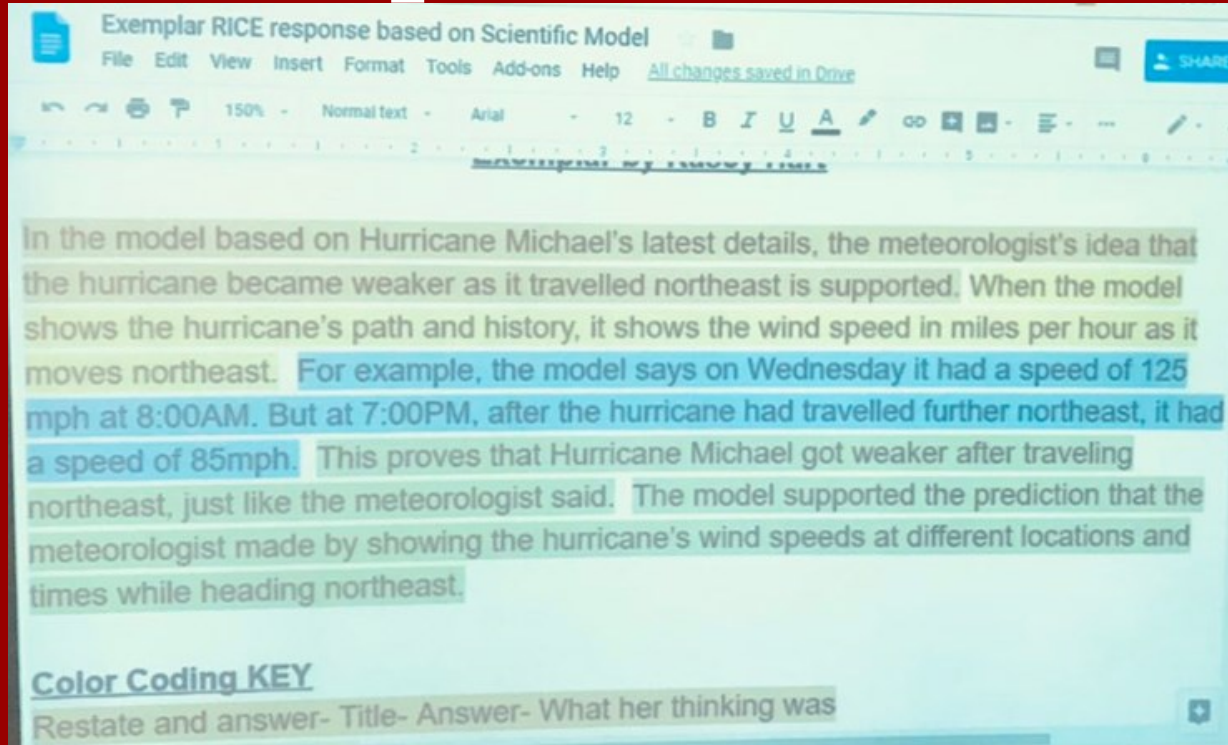 Exemplar RICE response based on Scientific Model
File Edit View Insert Format Tools Add-ons Help All changes saved in Drive
SHARE
150% Normal text Arial 12 B I U A
2 3 4 5 6
Exemplar by Hart
In the model based on Hurricane Michael's latest details, the meteorologist's idea that
the hurricane became weaker as it travelled northeast is supported. When the model
shows the hurricane's path and history, it shows the wind speed in miles per hour as it
moves northeast. For example, the model says on Wednesday it had a speed of 125
mph at 8:00AM. But at 7:00PM, after the hurricane had travelled further northeast, it had
a speed of 85mph. This proves that Hurricane Michael got weaker after traveling
northeast, just like the meteorologist said. The model supported the prediction that the
meteorologist made by showing the hurricane's wind speeds at different locations and
times while heading northeast.
Color Coding KEY
Restate and answer- Title- Answer- What her thinking was